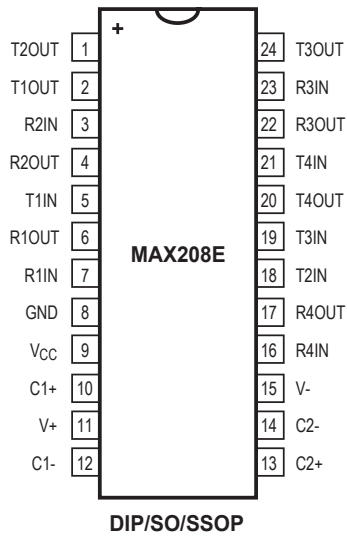 +
T2OUT 1 24 T3OUT
T1OUT 2 23 R3IN
R2IN 3 22 R3OUT
R2OUT 4 21 T4IN
T1IN 5 20 T4OUT
R1OUT 6 19 T3IN
MAX208E
R1IN 7 18 T2IN
GND 8 17 R4OUT
VCC 9 16 R4IN
C1+ 10 15 V-
V+ 11 14 C2-
C1- 12 13 C2+
DIP/SO/SSOP